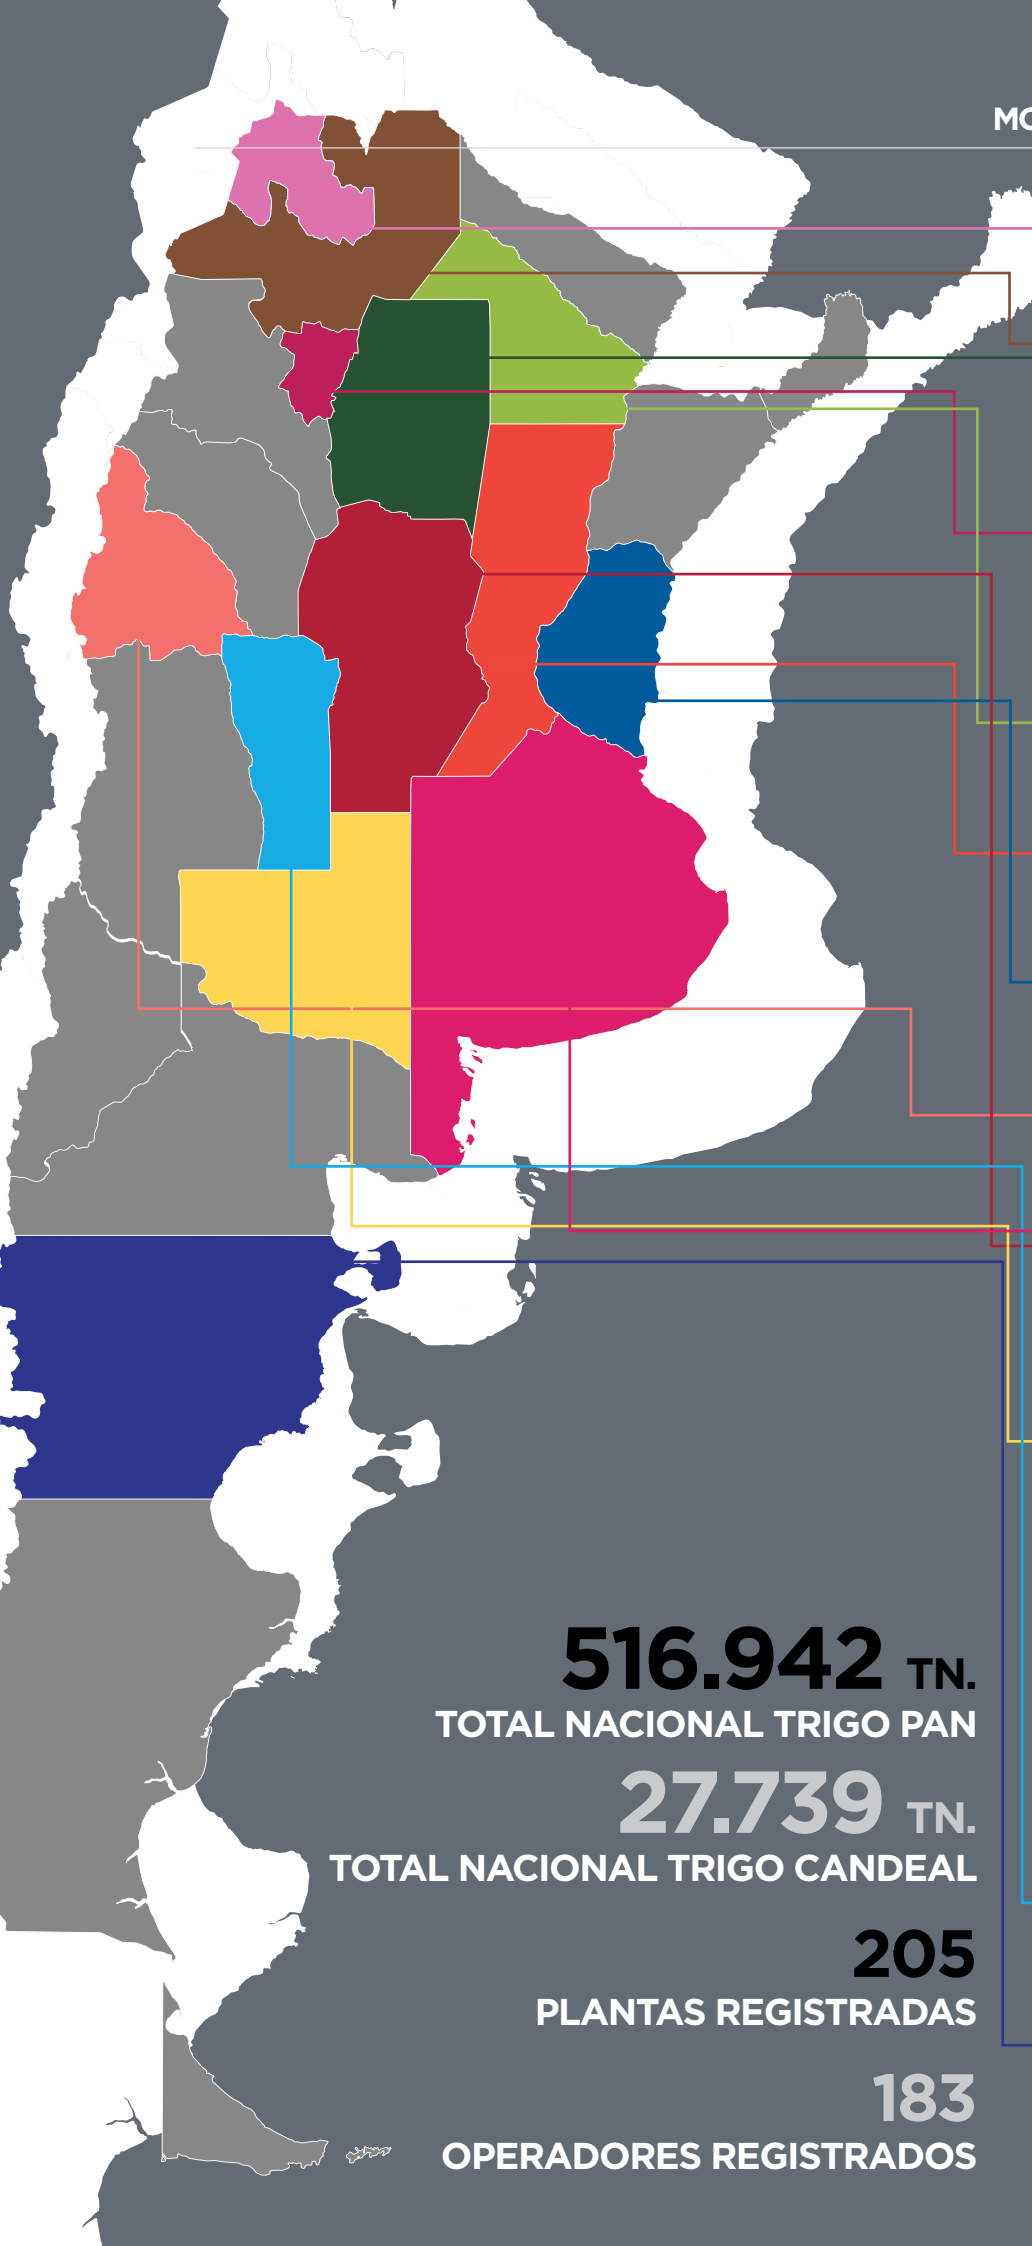 MO
516.942 TN.
TOTAL NACIONAL TRIGO PAN
27.739 TN.
TOTAL NACIONAL TRIGO CANDEAL
205
PLANTAS REGISTRADAS
183
OPERADORES REGISTRADOS